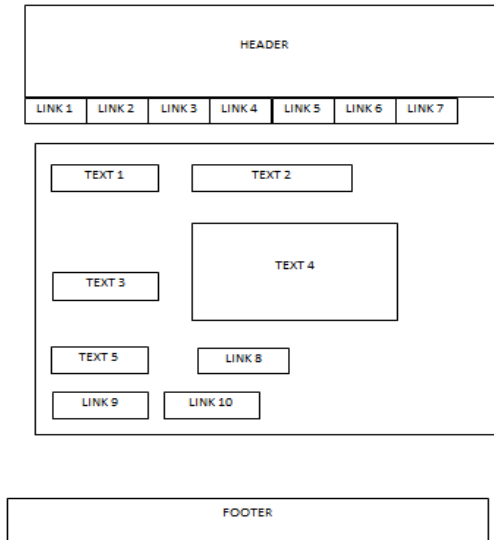 HEADER
LINK 1 LINK 2 LINK 3 LINK 4 LINK 5 LINK 6 LINK 7
TEXT 1 TEXT 2
TEXT 4
TEXT 3
TEXT 5 LINK 8
LINK 9 LINK 10
FOOTER